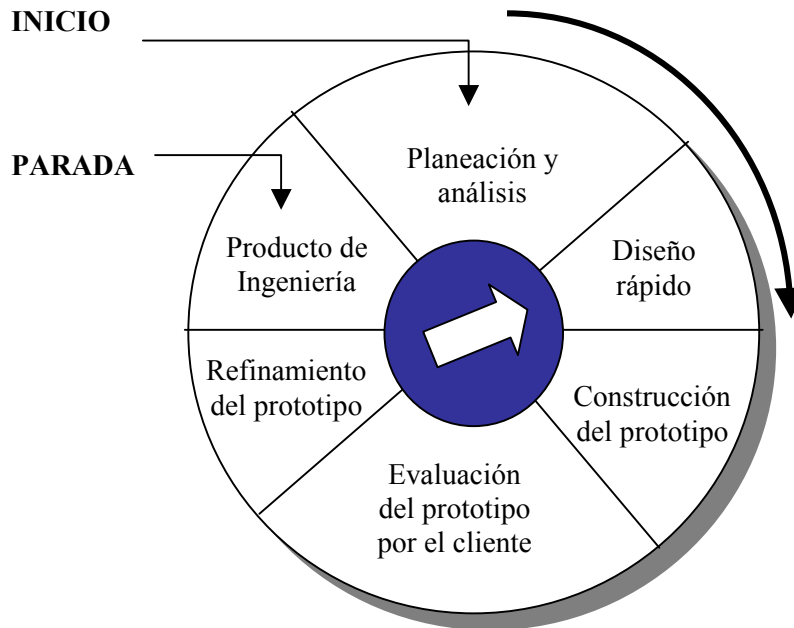 INICIO
PARADA
Planeación y
análisis
Diseño
rápido
Construcción
del prototipo
Evaluación
del prototipo
por el cliente
Refinamiento
del prototipo
Producto de
Ingeniería